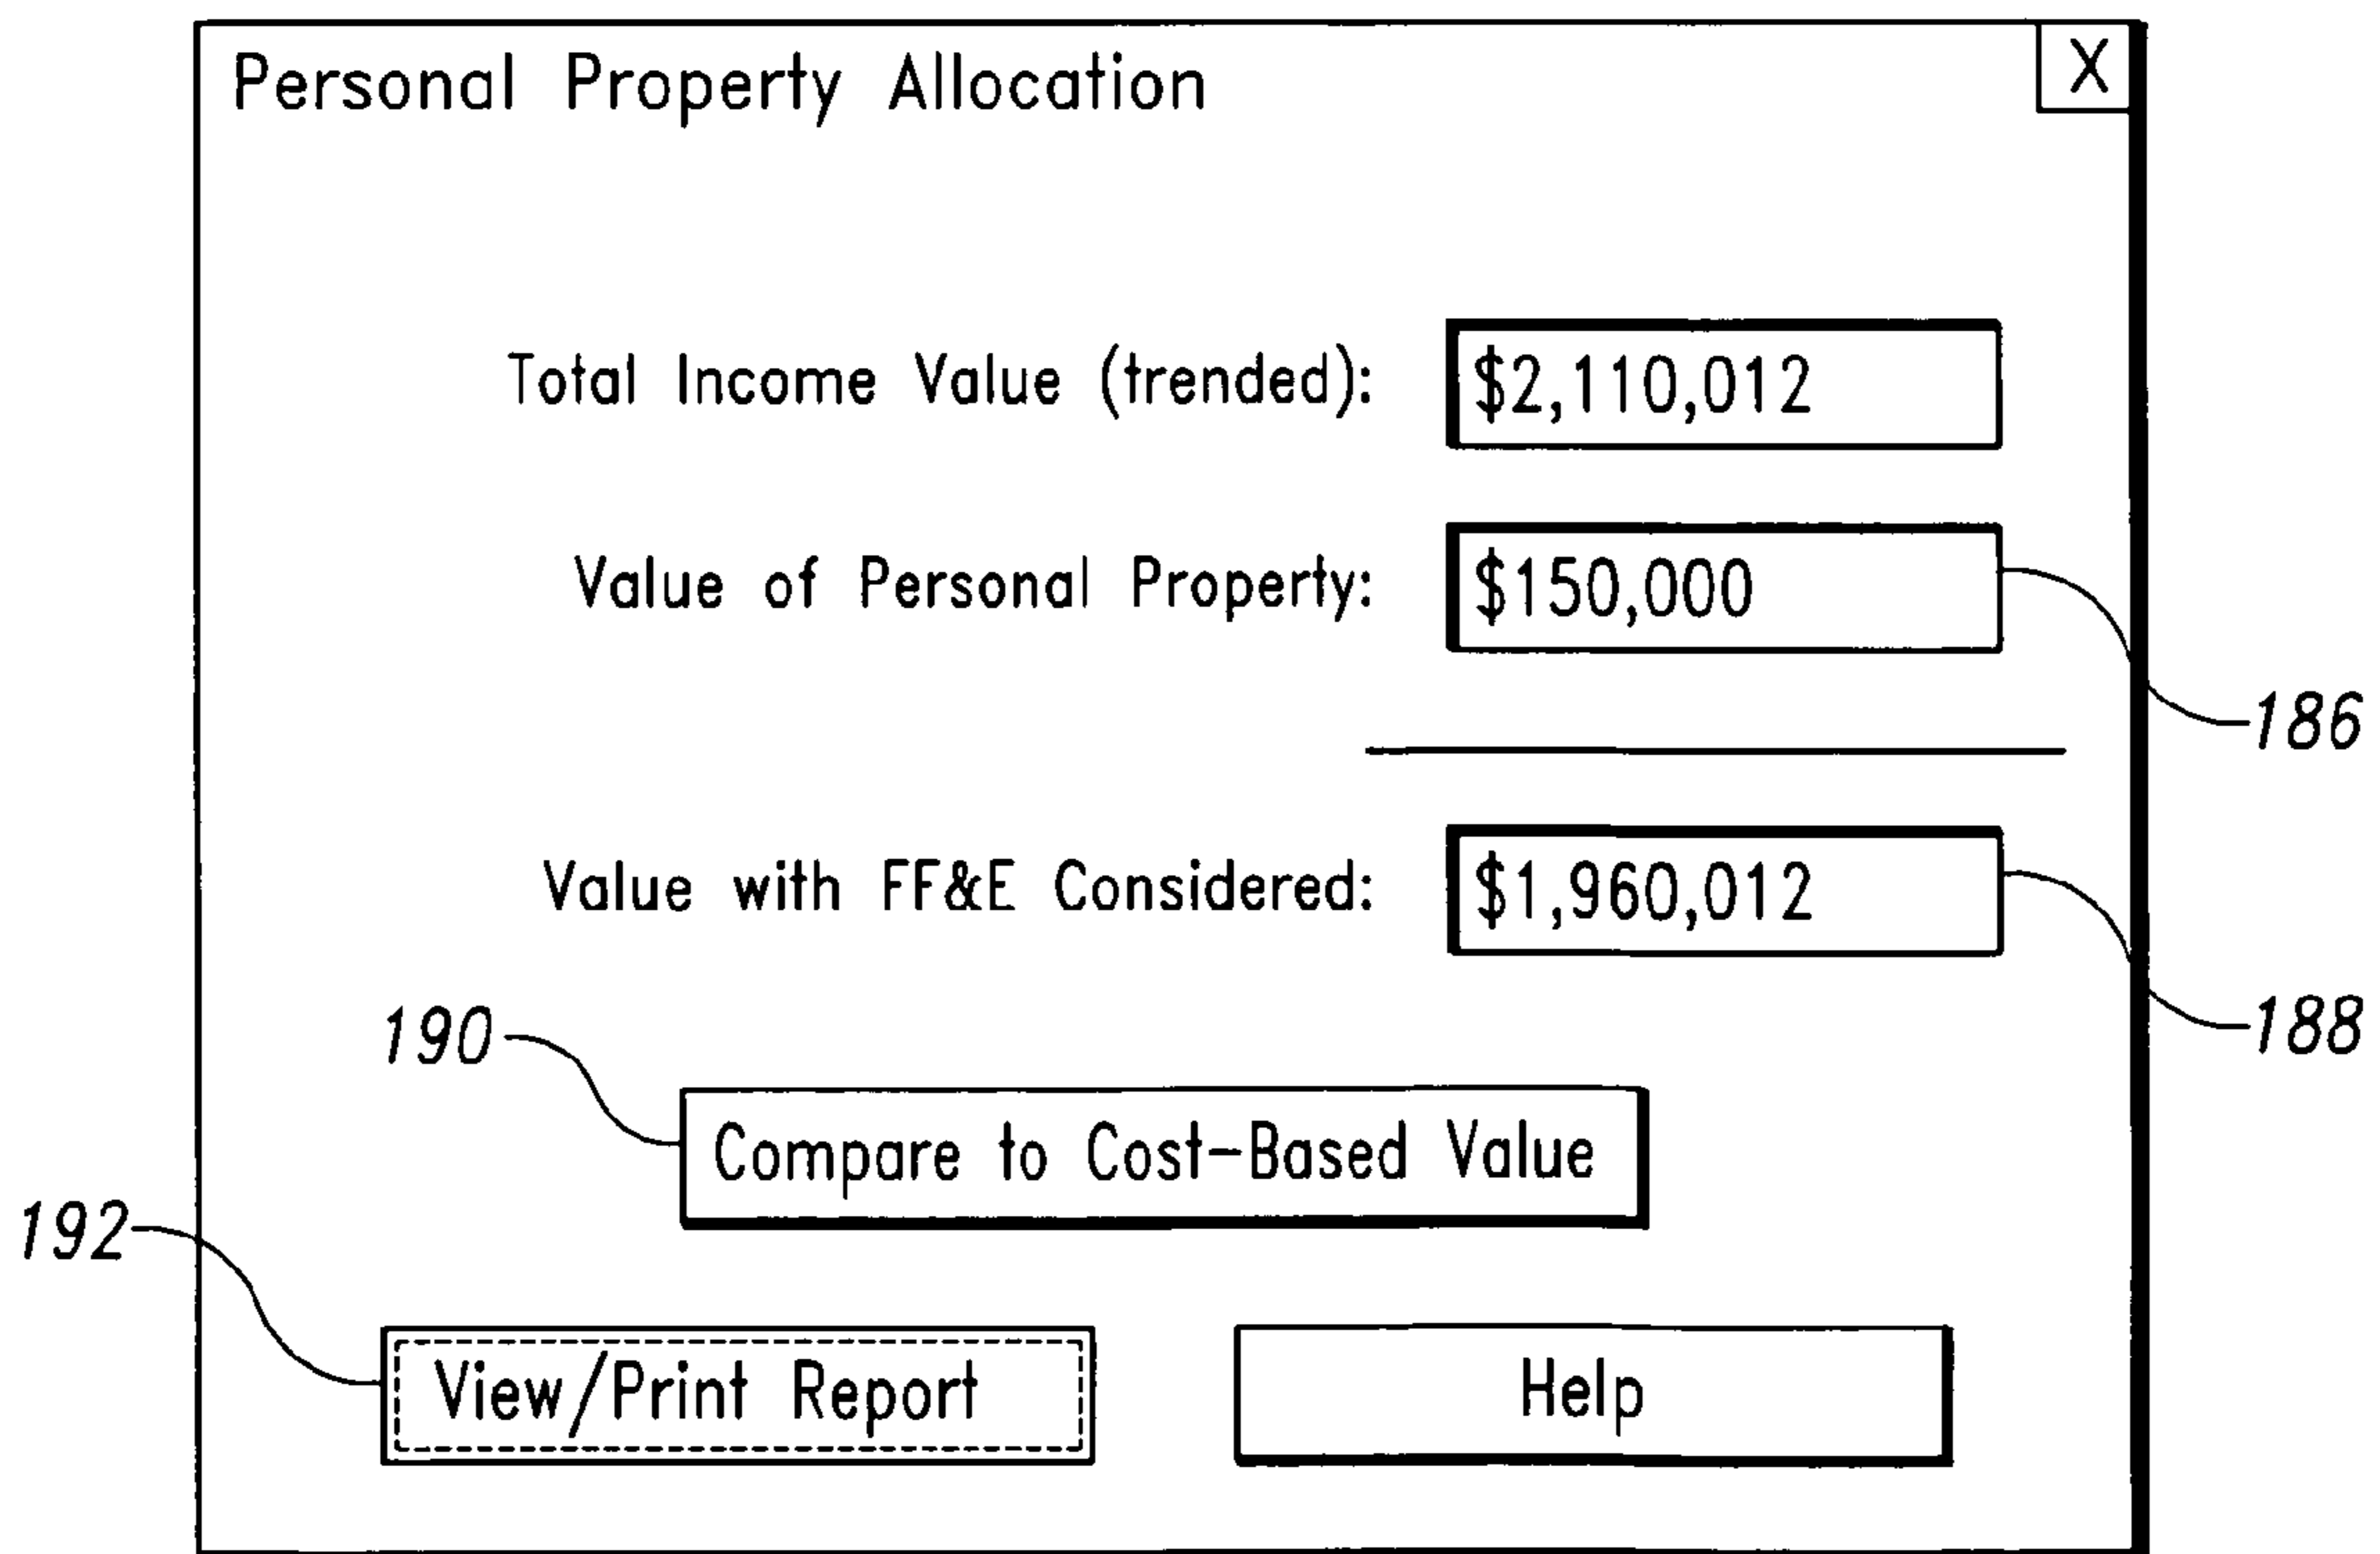 Personal Property Allocation X
Total Income Value (trended): $2,110,012
Value of Personal Property: $150,000
186
Value with FF&E Considered: $1,960,012
188
190
Compare to Cost-Based Value
192
View/Print Report Help